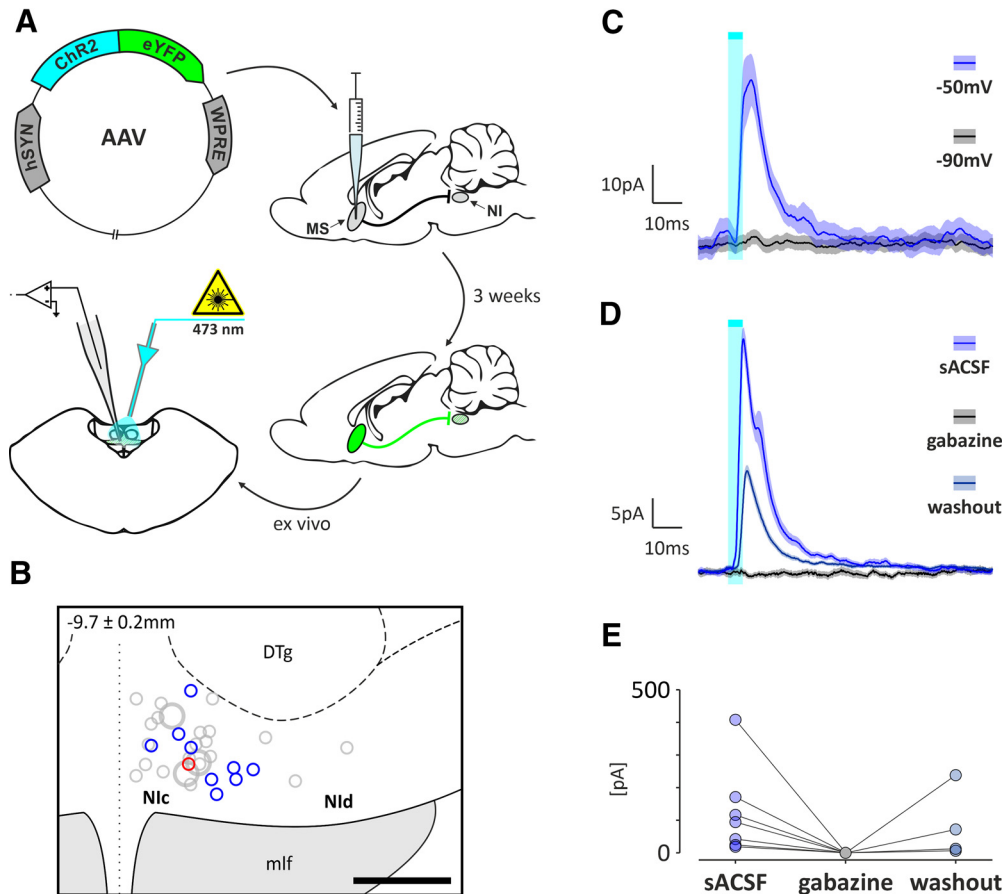 A
ChR2
eYFP
hSYN
AAV
WPRE
MS
NI
3 weeks
473 nm
ex vivo
B
-9.7 ± 0.2mm
DTg
NIc
NId
mlf
C
-50mV
-90mV
10pA
10ms
D
sACSF
gabazine
washout
5pA
10ms
E
500
[pA]
0
sACSF gabazine washout